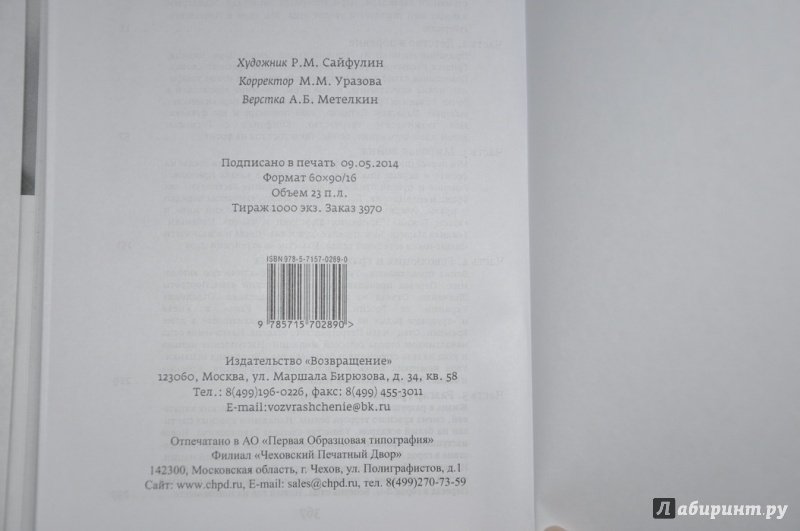 Художник Р.М. Сайфулин
Корректор М.М. Уразова
Верстка А.Б. Метелкин
Подписано в печать 09.05.2014
Формат 60×90/16
Объем 23 п.л.
Тираж 1000 экз. Заказ 3970
ISBN 978-5-7157-0289-0
9 785715 702890 >
Издательство «Возвращение»
123060, Москва, ул. Маршала Бирюзова, д. 34, кв. 58
Тел.: 8(499)196-0226, факс: 8(499) 455-3011
E-mail:vozvrashchenie@bk.ru
Отпечатано в АО «Первая Образцовая типография»
Филиал «Чеховский Печатный Двор»
142300, Московская область, г. Чехов, ул. Полиграфистов, д.1
Сайт: www.chpd.ru, E-mail: sales@chpd.ru, тел. 8(499)270-73-59
Лабиринт.ру